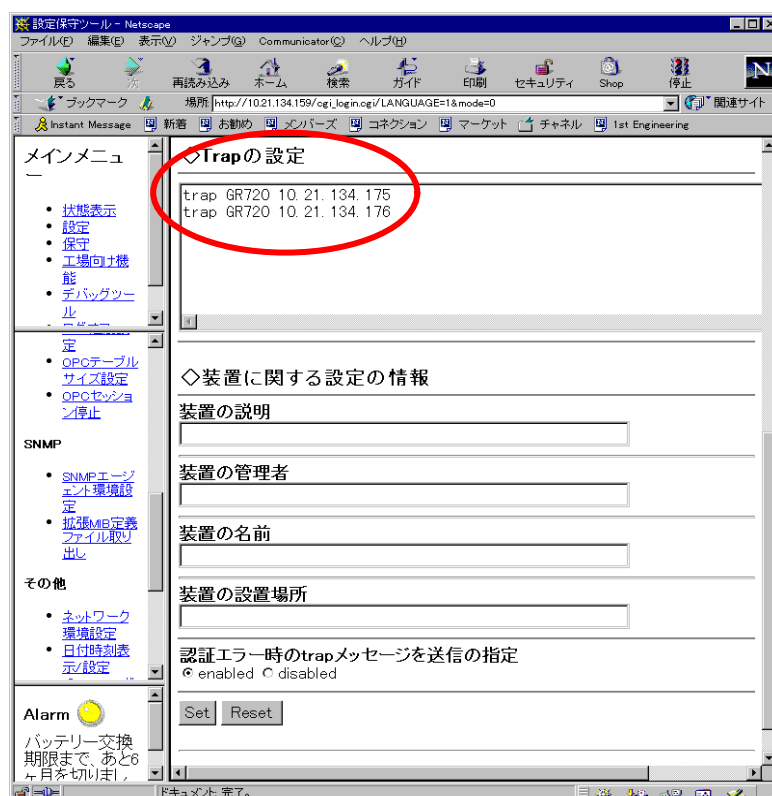 設定保守ツール - Netscape
ファイル(F) 編集(E) 表示(V) ジャンプ(G) Communicator(C) ヘルプ(H)
戻る 次 再読み込み ホーム 検索 ガイド 印刷 セキュリティ Shop 停止
ブックマーク 場所 http://10.21.134.159/cgi_login.cgi/LANGUAGE=1&mode=0 関連サイト
Instant Message 新着 お勧め メンバーズ コネクション マーケット チャネル 1st Engineering
メインメニュ
ー
状態表示
設定
保守
工場向け機
能
デバッグツー
ル
定
OPCテーブル
サイズ設定
OPCセッショ
ン停止
SNMP
SNMPエージ
ェント環境設
定
拡張MIB定義
ファイル取り
出し
その他
ネットワーク
環境設定
日付時刻表
示/設定
Alarm
バッテリー交換
期限まで、あと6
ヶ月を切りまし
◇Trapの設定
trap GR720 10.21.134.175
trap GR720 10.21.134.176
◇装置に関する設定の情報
装置の説明
装置の管理者
装置の名前
装置の設置場所
認証エラー時のtrapメッセージを送信の指定
enabled disabled
Set Reset
ドキュメント: 完了。